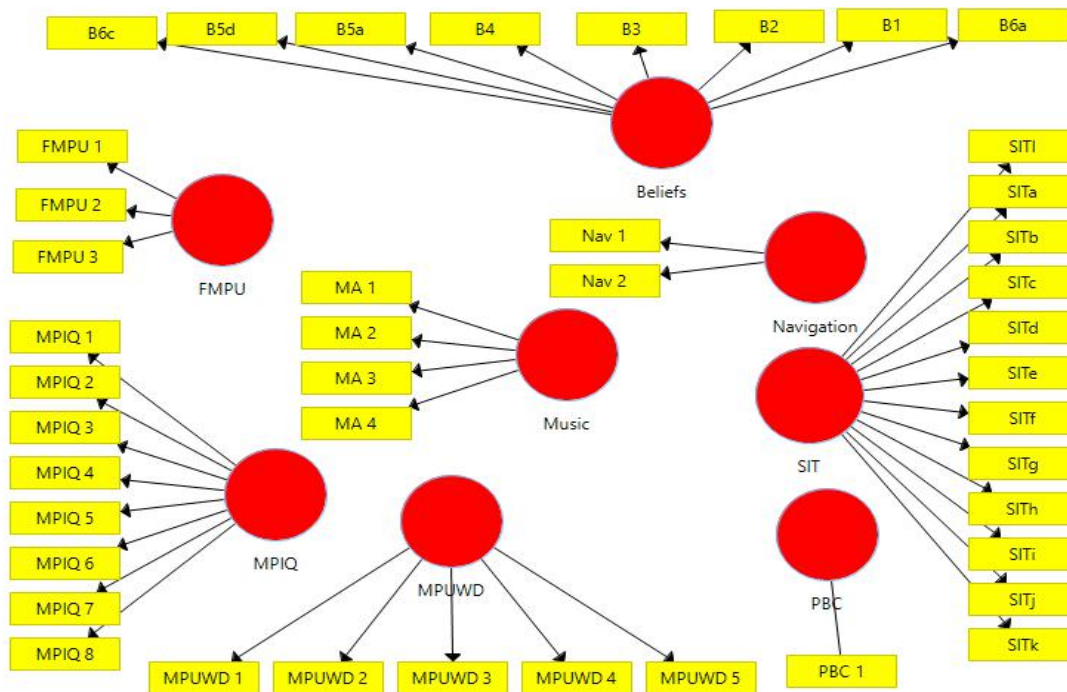 B6c
B5d
B5a
B4
B3
B2
B1
B6a
Beliefs
FMPU 1
FMPU 2
FMPU 3
FMPU
Nav 1
Nav 2
Navigation
MA 1
MA 2
MA 3
MA 4
Music
SITl
SITa
SITb
SITc
SITd
SITe
SITf
SITg
SITh
SITi
SITj
SITk
SIT
MPIQ 1
MPIQ 2
MPIQ 3
MPIQ 4
MPIQ 5
MPIQ 6
MPIQ 7
MPIQ 8
MPIQ
MPUWD
MPUWD 1
MPUWD 2
MPUWD 3
MPUWD 4
MPUWD 5
PBC
PBC 1